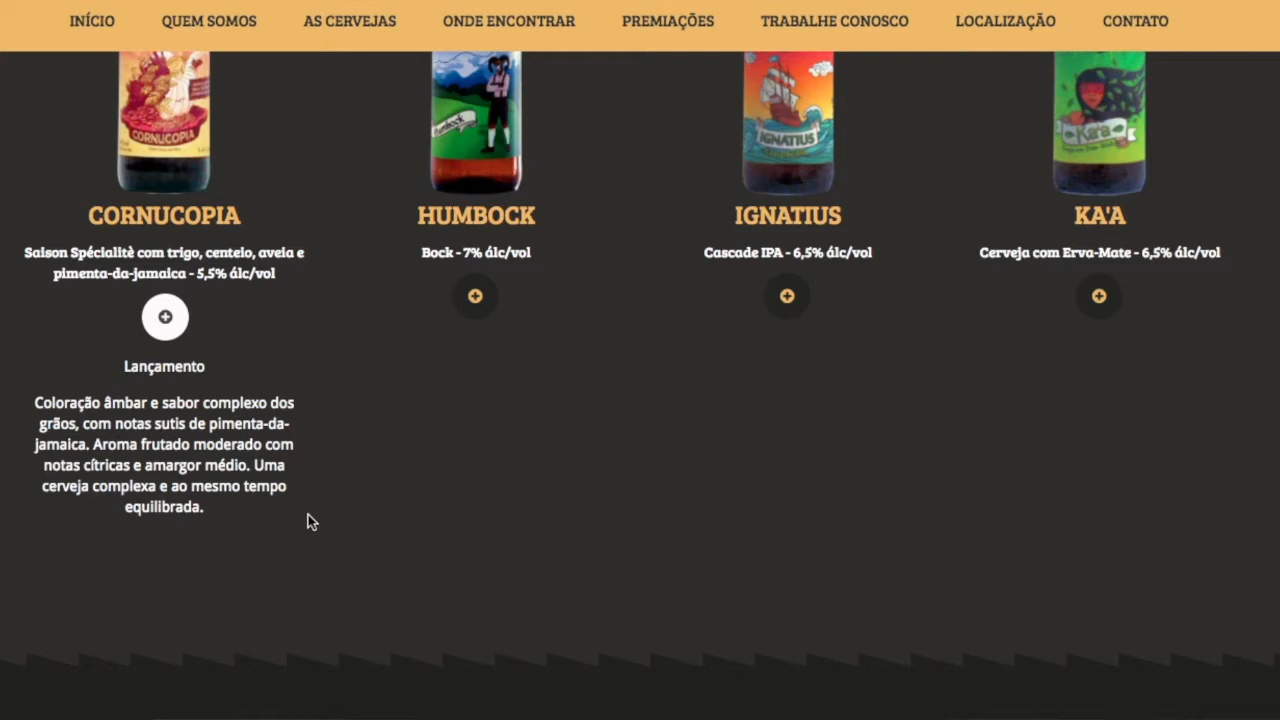 INÍCIO QUEM SOMOS AS CERVEJAS ONDE ENCONTRAR PREMIAÇÕES TRABALHE CONOSCO LOCALIZAÇÃO CONTATO
CORNUCOPIA
Humbock
IGNATIUS
Ka'a
CORNUCOPIA
Saison Spécialitè com trigo, centeio, aveia e
pimenta-da-jamaica - 5,5% álc/vol
Lançamento
Coloração âmbar e sabor complexo dos
grãos, com notas sutis de pimenta-da-
jamaica. Aroma frutado moderado com
notas cítricas e amargor médio. Uma
cerveja complexa e ao mesmo tempo
equilibrada.
HUMBOCK
Bock - 7% álc/vol
IGNATIUS
Cascade IPA - 6,5% álc/vol
KA'A
Cerveja com Erva-Mate - 6,5% álc/vol